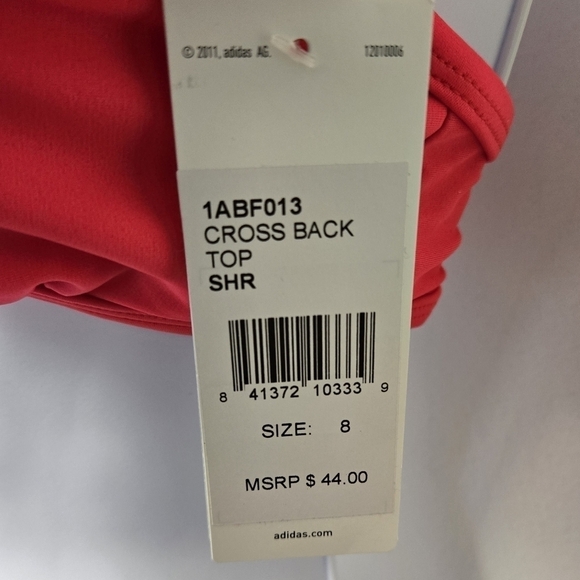 © 2011, adidas AG. 12010006
1ABF013
CROSS BACK
TOP
SHR
8 41372 10333 9
SIZE: 8
MSRP $ 44.00
adidas.com